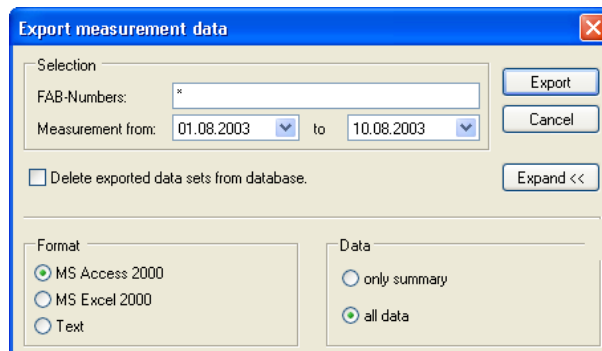 Export measurement data
Selection
FAB-Numbers: *
Export
Measurement from: 01.08.2003 to 10.08.2003
Cancel
Delete exported data sets from database.
Expand <<
Format
MS Access 2000
MS Excel 2000
Text
Data
only summary
all data